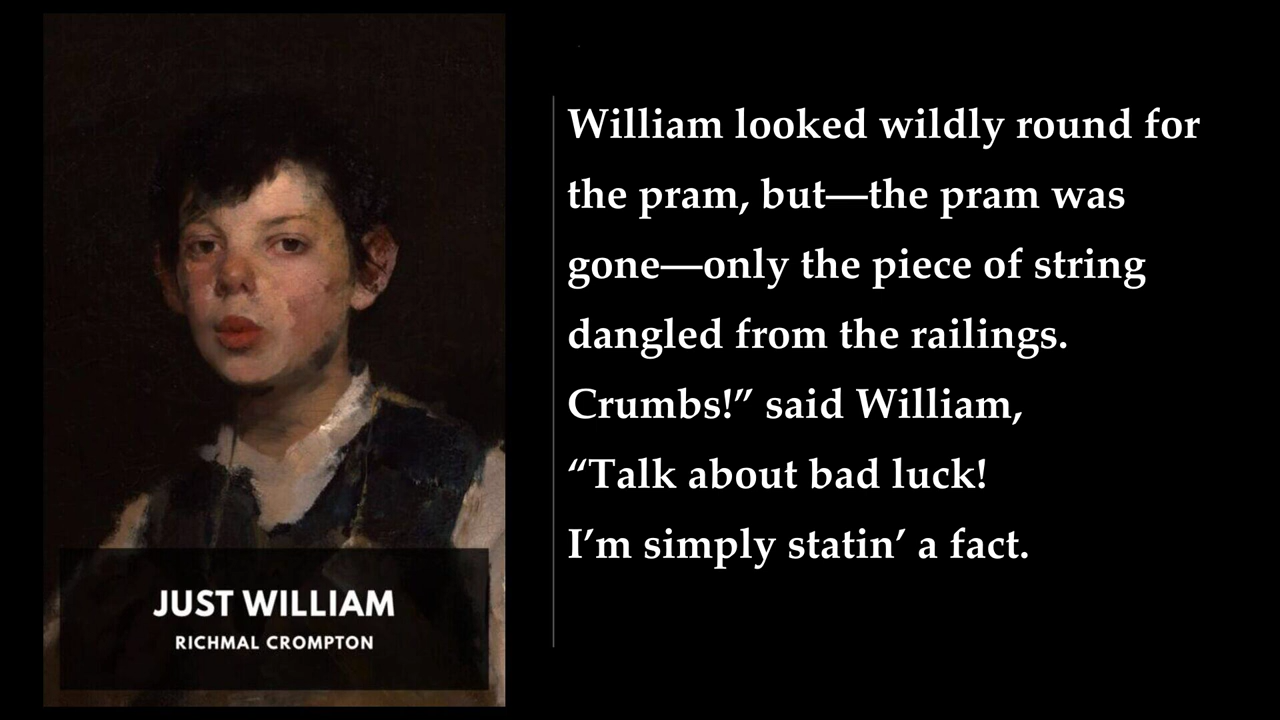 JUST WILLIAM
RICHMAL CROMPTON
William looked wildly round for
the pram, but—the pram was
gone—only the piece of string
dangled from the railings.
Crumbs!” said William,
“Talk about bad luck!
I’m simply statin’ a fact.